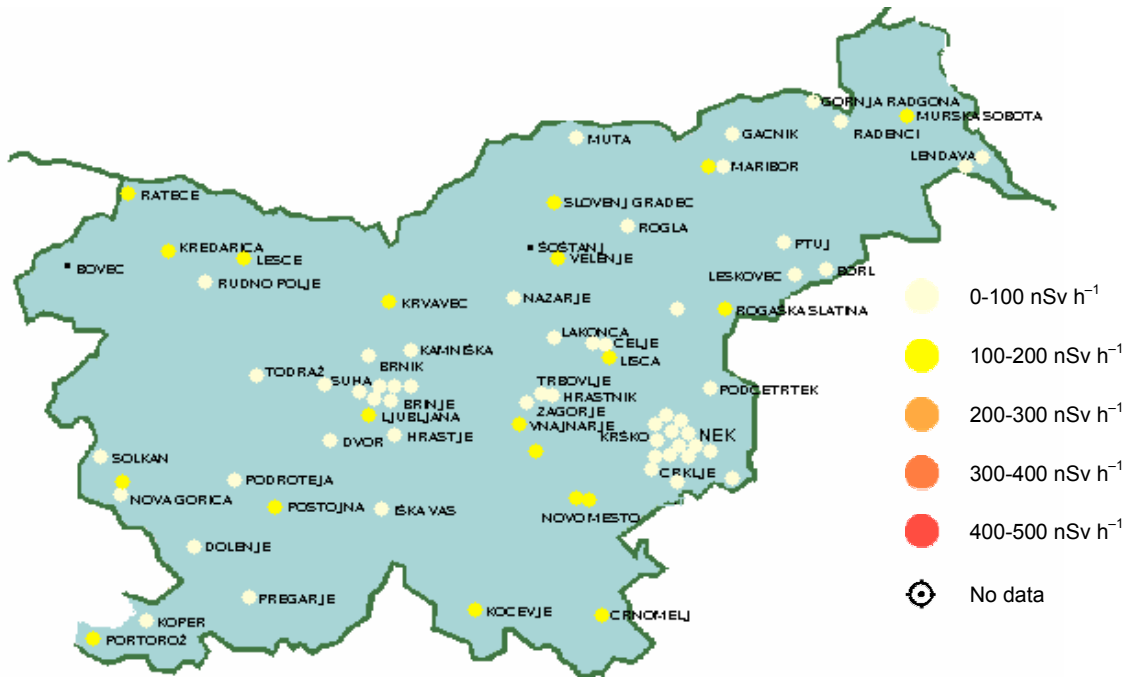 GORNJA RADGONA
MURSKA SOBOTA
RADENCI
GACNIK
MUTA
LENDAVA
MARIBOR
RATECE
SLOVENJ GRADEC
ROGLA
KREDARICA
ŠOŠTANJ
PTUJ
LESCE
VELENJE
BOVEC
LESKOVEC
BORL
RUDNO POLJE
KRVAVEC
NAZARJE
0-100 nSv h⁻¹
ROGAŠKA SLATINA
LAKONCA
CELJE
100-200 nSv h⁻¹
KAMNIŠKA
LISCA
BRNIK
TODRAŽ
SUHA
TRBOVLJE
PODCETRTEK
HRASTNIK
BRINJE
ZAGORJE
200-300 nSv h⁻¹
LJUBLJANA
VNAJNARJE
DVOR
HRASTJE
KRŠKO
NEK
SOLKAN
300-400 nSv h⁻¹
CRKLJE
PODROTEJA
NOVA GORICA
POSTOJNA
IŠKA VAS
NOVO MESTO
400-500 nSv h⁻¹
DOLENJE
PREGARJE
No data
KOCEVJE
CRNOMELJ
KOPER
PORTOROŽ